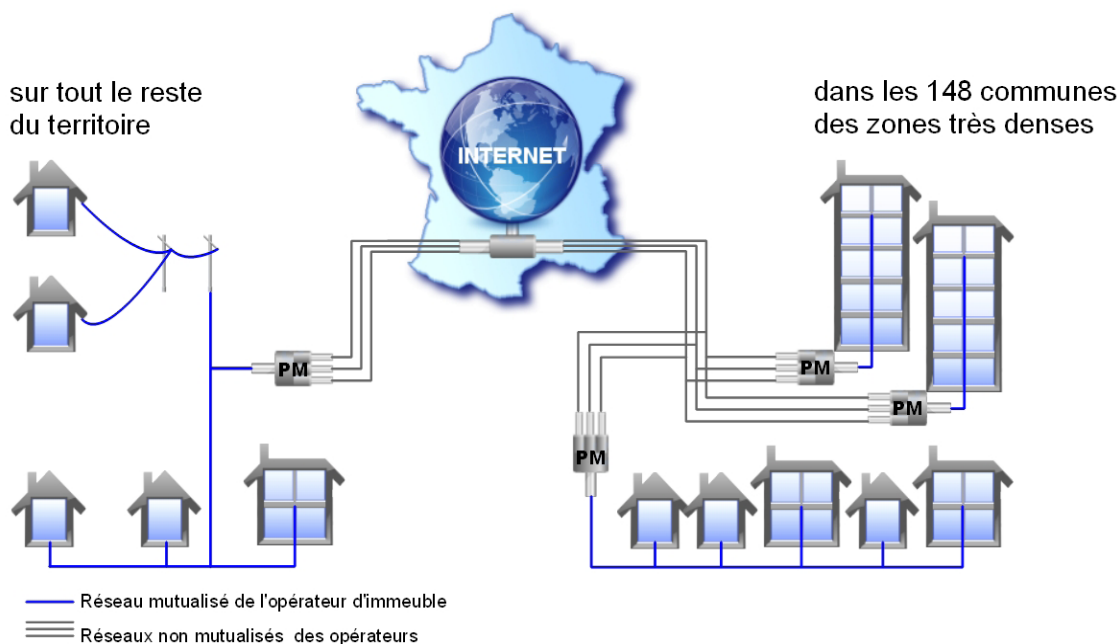 sur tout le reste
du territoire
INTERNET
dans les 148 communes
des zones très denses
PM
PM
PM
PM
Réseau mutualisé de l'opérateur d'immeuble
Réseaux non mutualisés des opérateurs